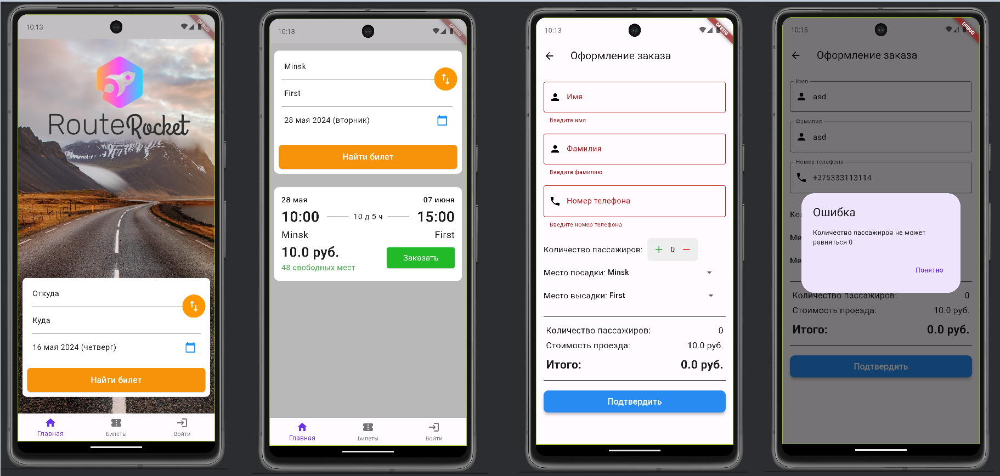 10:13
DEBUG
RouteRocket
Откуда
Куда
16 мая 2024 (четверг)
Найти билет
Главная
Билеты
Войти
10:13
DEBUG
Minsk
First
28 мая 2024 (вторник)
Найти билет
28 мая
07 июня
10:00
10 д 5 ч
15:00
Minsk
First
10.0 руб.
Заказать
48 свободных мест
Главная
Билеты
Войти
10:13
DEBUG
Оформление заказа
Имя
Введите имя
Фамилия
Введите фамилию
Номер телефона
Введите номер телефона
Количество пассажиров: + 0 −
Место посадки: Minsk
Место высадки: First
Количество пассажиров: 0
Стоимость проезда: 10.0 руб.
Итого: 0.0 руб.
Подтвердить
10:15
DEBUG
Оформление заказа
Имя
asd
Фамилия
asd
Номер телефона
+375333113114
Ошибка
Количество пассажиров не может
равняться 0
Понятно
Количество пассажиров: 0
Стоимость проезда: 10.0 руб.
Итого: 0.0 руб.
Подтвердить